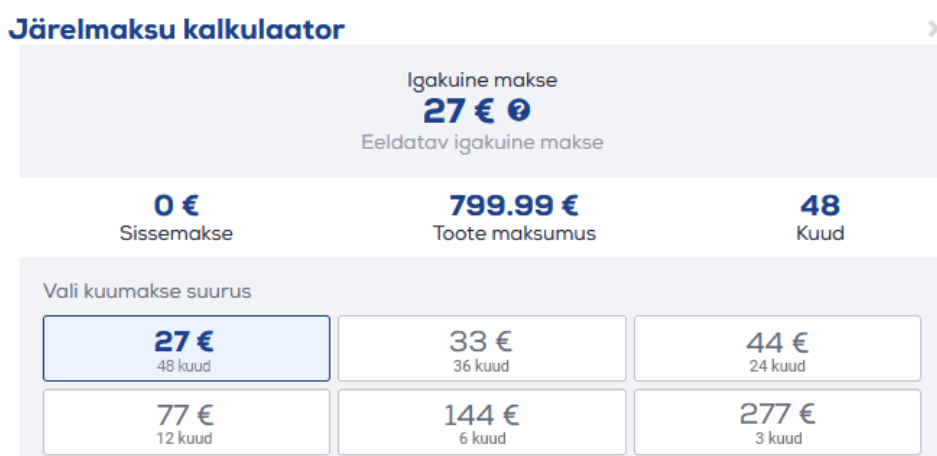 Järelmaksu kalkulaator
Igakuine makse
27 €
Eeldatav igakuine makse
0 € 799.99 € 48
Sissemakse Toote maksumus Kuud
Vali kuumakse suurus
27 € 33 € 44 €
48 kuud 36 kuud 24 kuud
77 € 144 € 277 €
12 kuud 6 kuud 3 kuud